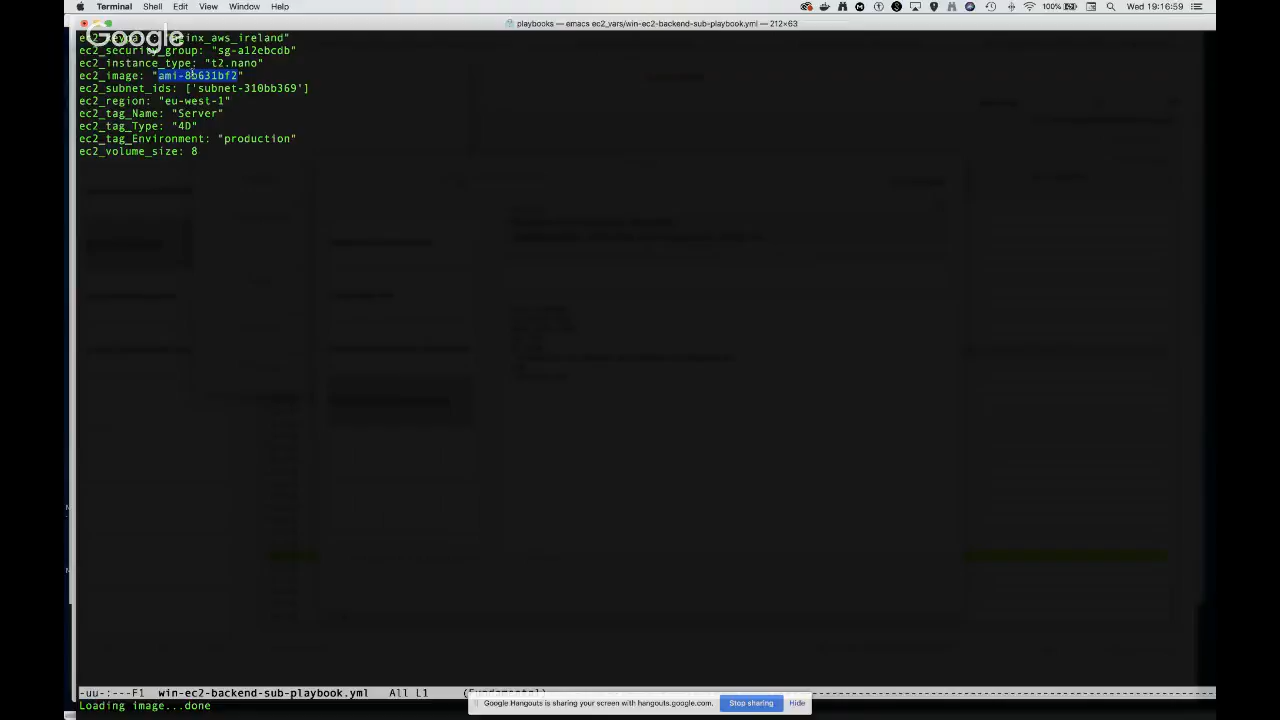 Terminal Shell Edit View Window Help
100% Wed 19:16:59
playbooks — emacs ec2_vars/win-ec2-backend-sub-playbook.yml — 212×63
Google
nginx_aws_ireland"
ec2_security_group: "sg-a12ebcdb"
ec2_instance_type: "t2.nano"
ec2_image: "ami-8b631bf2"
ec2_subnet_ids: ['subnet-310bb369']
ec2_region: "eu-west-1"
ec2_tag_Name: "Server"
ec2_tag_Type: "4D"
ec2_tag_Environment: "production"
ec2_volume_size: 8
-uu-:---F1 win-ec2-backend-sub-playbook.yml All L1 (Fundamental)
Google Hangouts is sharing your screen with hangouts.google.com. Stop sharing Hide
Loading image...done